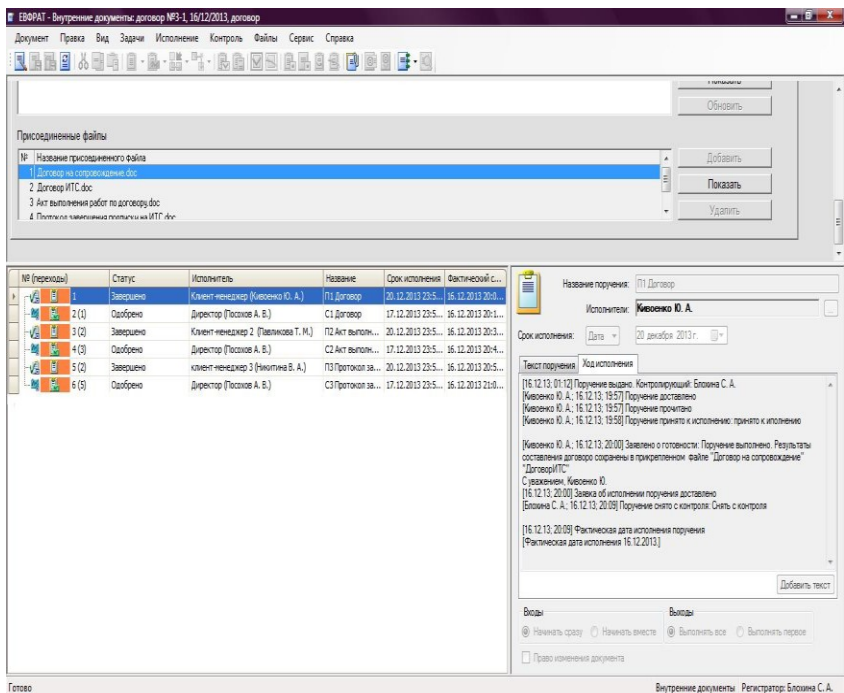 ЕВФРАТ - Внутренние документы: договор №3-1, 16/12/2013, договор
Документ Правка Вид Задачи Исполнение Контроль Файлы Сервис Справка
Показать
Обновить
Присоединенные файлы
№ Название присоединенного файла
1 Договор на сопровождение.doc
Добавить
2 Договор ИТС.doc
Показать
3 Акт выполнения работ по договору.doc
4 Протокол завершения подписки на ИТС.doc
Удалить
№ (переходы) Статус Исполнитель Название Срок исполнения Фактический с...
1 Завершено Клиент-менеджер (Кивоенко Ю. А.) П1 Договор 20.12.2013 23:5... 16.12.2013 20:0...
2 (1) Одобрено Директор (Посохов А. В.) С1 Договор 17.12.2013 23:5... 16.12.2013 20:1...
3 (2) Завершено Клиент-менеджер 2 (Павликова Т. М.) П2 Акт выполн... 20.12.2013 23:5... 16.12.2013 20:3...
4 (3) Одобрено Директор (Посохов А. В.) С2 Акт выполн... 17.12.2013 23:5... 16.12.2013 20:4...
5 (2) Завершено клиент-менеджер 3 (Никитина В. А.) П3 Протокол за... 20.12.2013 23:5... 16.12.2013 20:5...
6 (5) Одобрено Директор (Посохов А. В.) С3 Протокол за... 17.12.2013 23:5... 16.12.2013 21:0...
Название поручения: П1 Договор
Исполнители: Кивоенко Ю. А. ...
Срок исполнения: Дата 20 декабря 2013 г.
Текст поручения Ход исполнения
[16.12.13; 01:12] Поручение выдано. Контролирующий: Блохина С. А.
[Кивоенко Ю. А.; 16.12.13; 19:57] Поручение доставлено
[Кивоенко Ю. А.; 16.12.13; 19:57] Поручение прочитано
[Кивоенко Ю. А.; 16.12.13; 19:58] Поручение принято к исполнению: принято к иполнению
[Кивоенко Ю. А.; 16.12.13; 20:00] Заявлено о готовности: Поручение выполнено. Результаты
составления договоро сохранены в прикрепленном файле "Договор на сопровождение"
"ДоговорИТС"
С уважением, Кивоенко Ю.
[16.12.13; 20:00] Заявка об исполнении поручения доставлено
[Блохина С. А.; 16.12.13; 20:09] Поручение снято с контроля: Снять с контроля
[16.12.13; 20:09] Фактическая дата исполнения поручения
[Фактическая дата исполнения 16.12.2013.]
Добавить текст
Входы Выходы
Начинать сразу Начинать вместе Выполнять все Выполнять первое
Право изменения документа
Готово Внутренние документы Регистратор: Блохина С. А.